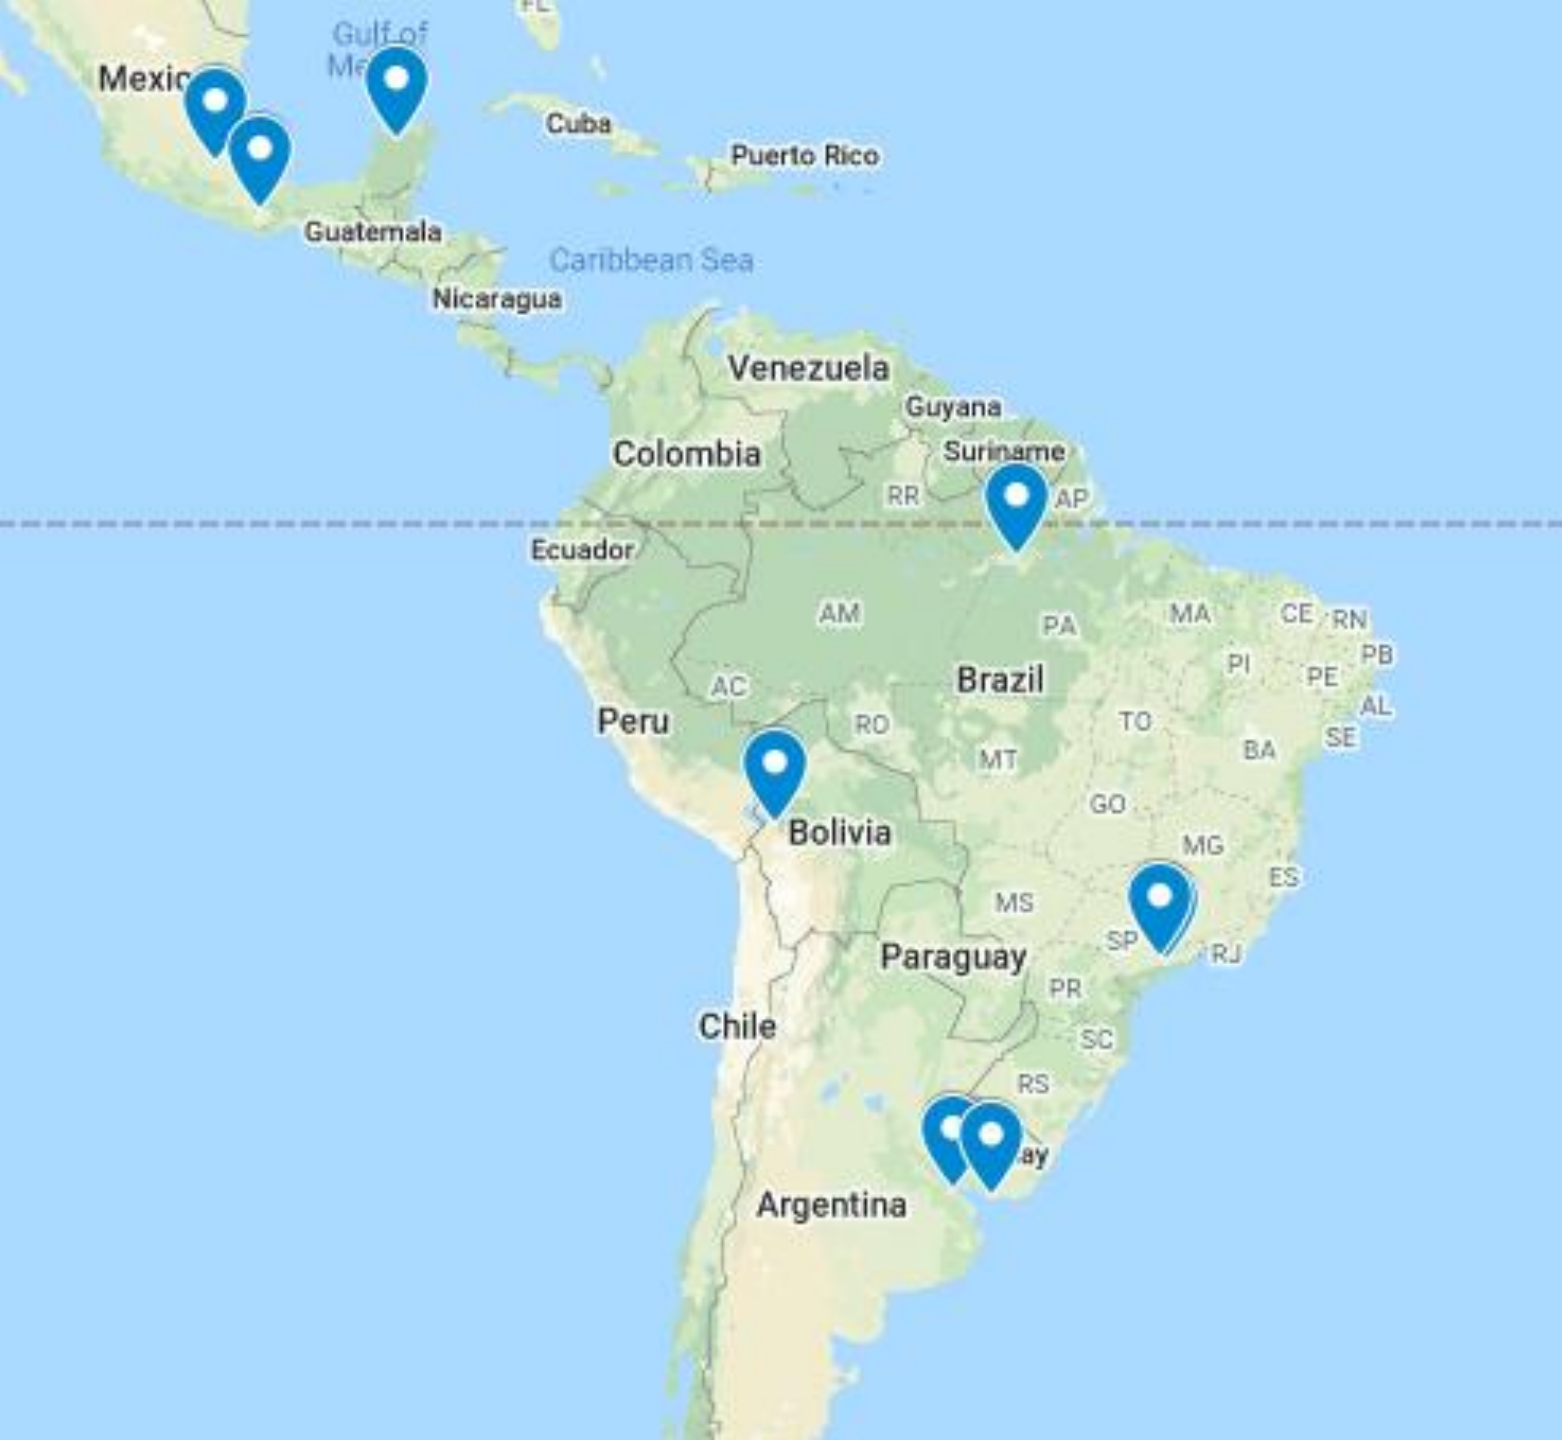 FL
Gulf of
Me
Mexic
Cuba
Puerto Rico
Guatemala
Caribbean Sea
Nicaragua
Venezuela
Guyana
Colombia
Suriname
RR
AP
Ecuador
AM
PA
MA
CE
RN
PB
PI
PE
AC
Brazil
AL
Peru
RO
TO
SE
BA
MT
GO
Bolivia
MG
ES
MS
SP
RJ
Paraguay
PR
Chile
SC
RS
ay
Argentina